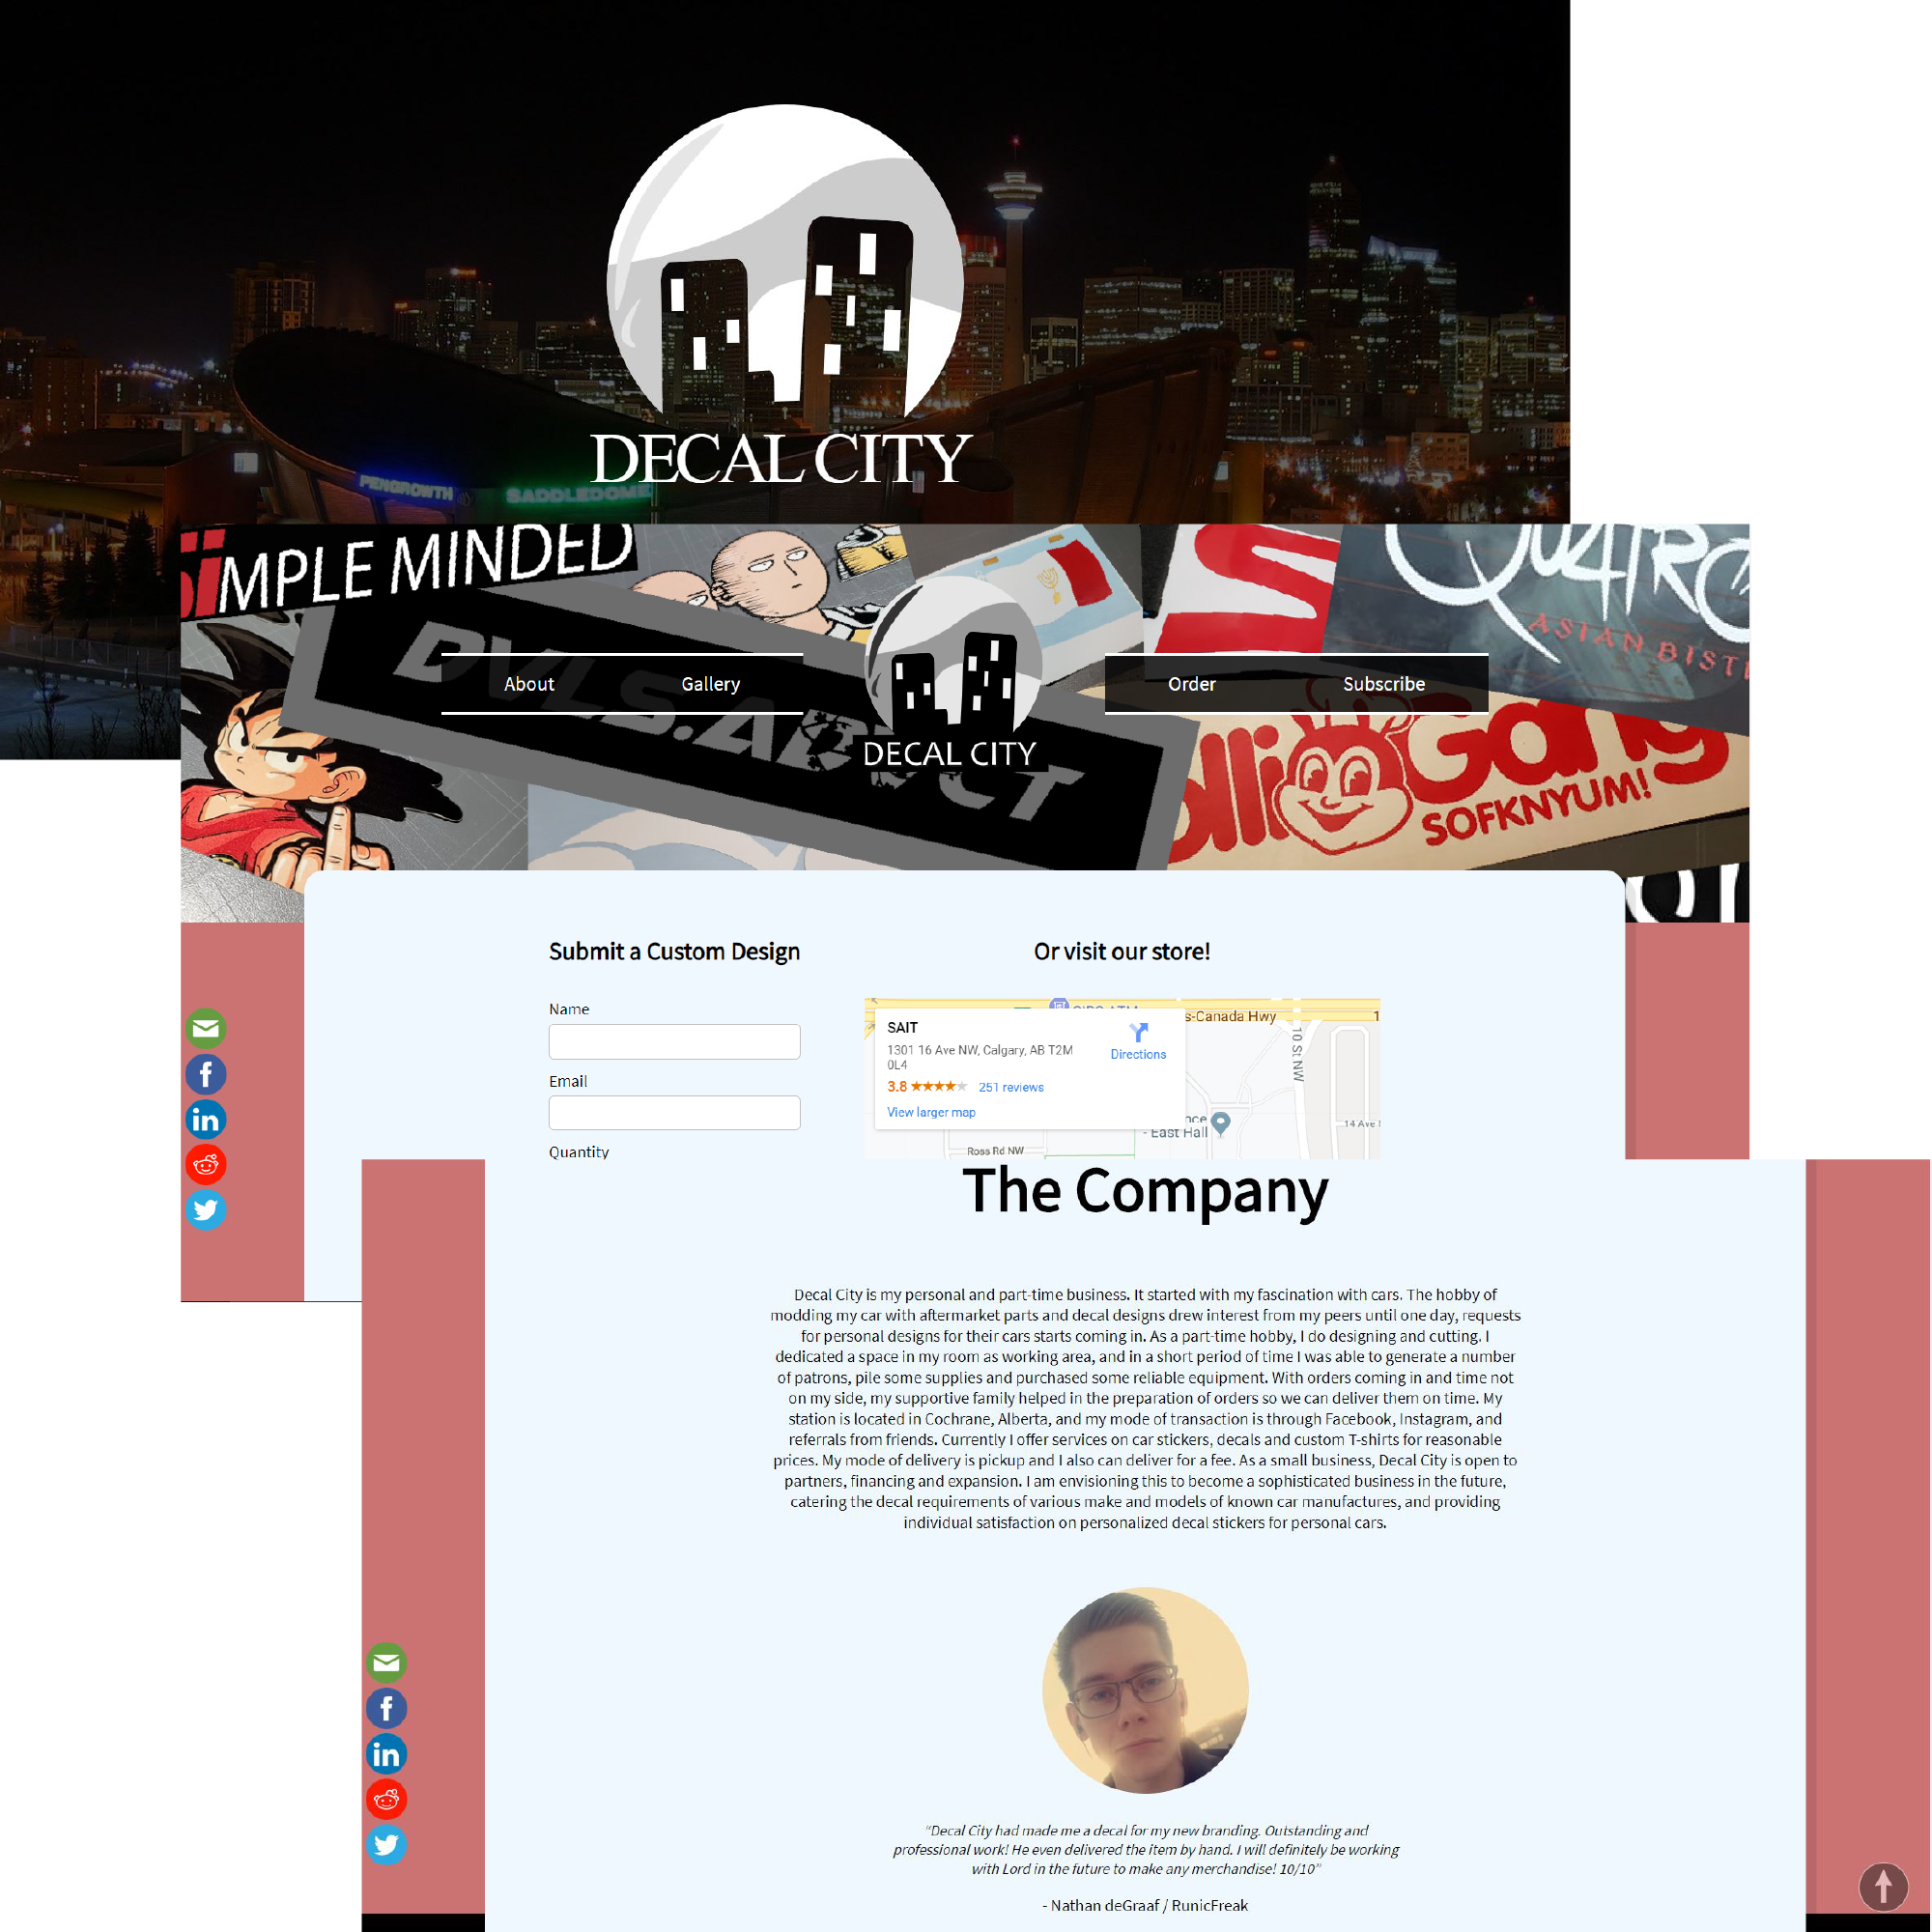 PENGROWTH
SADDLEDOME
DECAL CITY
SiMPLE MINDED
QU4TRO
ASIAN BIST
DVLS.ADVCT
About
Gallery
Order
Subscribe
DECAL CITY
lli Gang
SOFKNYUM!
Submit a Custom Design
Or visit our store!
Name
Email
Quantity
SAIT
1301 16 Ave NW, Calgary, AB T2M
0L4
3.8
251 reviews
View larger map
Directions
s-Canada Hwy
1
10 St NW
nce
- East Hall
14 Ave
Ross Rd NW
The Company
Decal City is my personal and part-time business. It started with my fascination with cars. The hobby of
modding my car with aftermarket parts and decal designs drew interest from my peers until one day, requests
for personal designs for their cars starts coming in. As a part-time hobby, I do designing and cutting. I
dedicated a space in my room as working area, and in a short period of time I was able to generate a number
of patrons, pile some supplies and purchased some reliable equipment. With orders coming in and time not
on my side, my supportive family helped in the preparation of orders so we can deliver them on time. My
station is located in Cochrane, Alberta, and my mode of transaction is through Facebook, Instagram, and
referrals from friends. Currently I offer services on car stickers, decals and custom T-shirts for reasonable
prices. My mode of delivery is pickup and I also can deliver for a fee. As a small business, Decal City is open to
partners, financing and expansion. I am envisioning this to become a sophisticated business in the future,
catering the decal requirements of various make and models of known car manufactures, and providing
individual satisfaction on personalized decal stickers for personal cars.
“Decal City had made me a decal for my new branding. Outstanding and
professional work! He even delivered the item by hand. I will definitely be working
with Lord in the future to make any merchandise! 10/10”
- Nathan deGraaf / RunicFreak